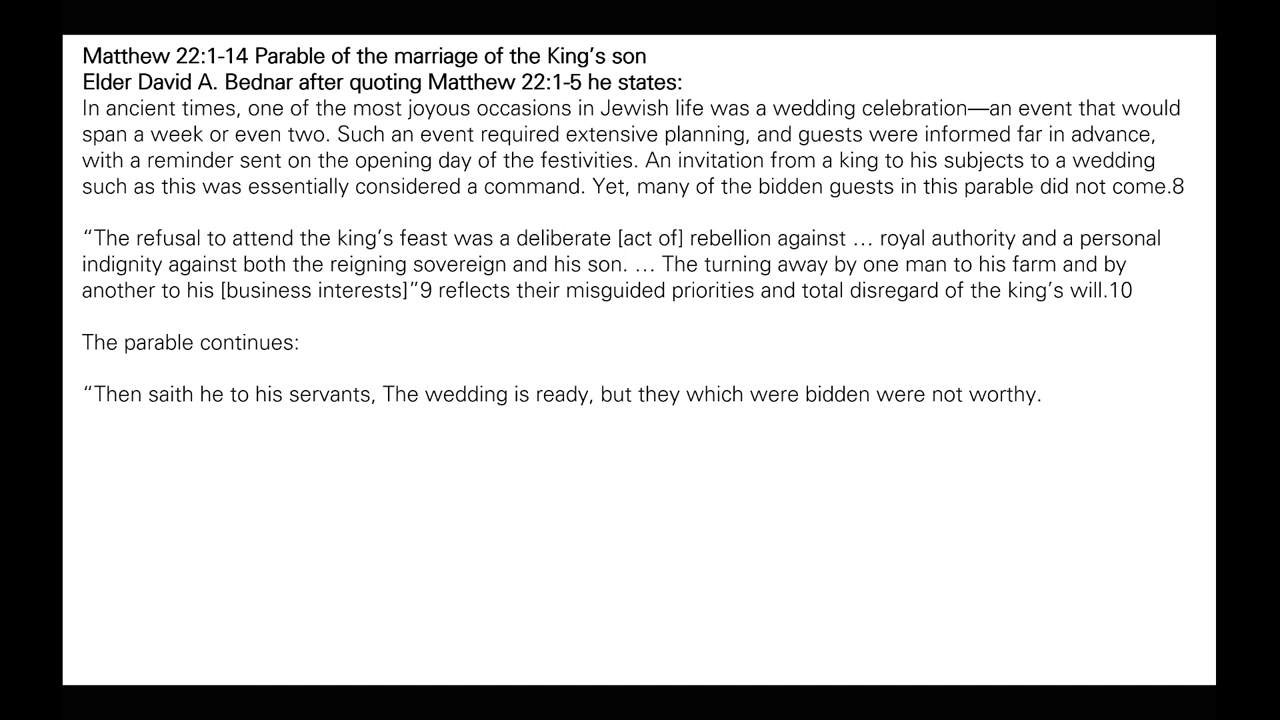 Matthew 22:1-14 Parable of the marriage of the King's son
Elder David A. Bednar after quoting Matthew 22:1-5 he states:
In ancient times, one of the most joyous occasions in Jewish life was a wedding celebration—an event that would
span a week or even two. Such an event required extensive planning, and guests were informed far in advance,
with a reminder sent on the opening day of the festivities. An invitation from a king to his subjects to a wedding
such as this was essentially considered a command. Yet, many of the bidden guests in this parable did not come.8
“The refusal to attend the king's feast was a deliberate [act of] rebellion against … royal authority and a personal
indignity against both the reigning sovereign and his son. … The turning away by one man to his farm and by
another to his [business interests]”9 reflects their misguided priorities and total disregard of the king's will.10
The parable continues:
“Then saith he to his servants, The wedding is ready, but they which were bidden were not worthy.